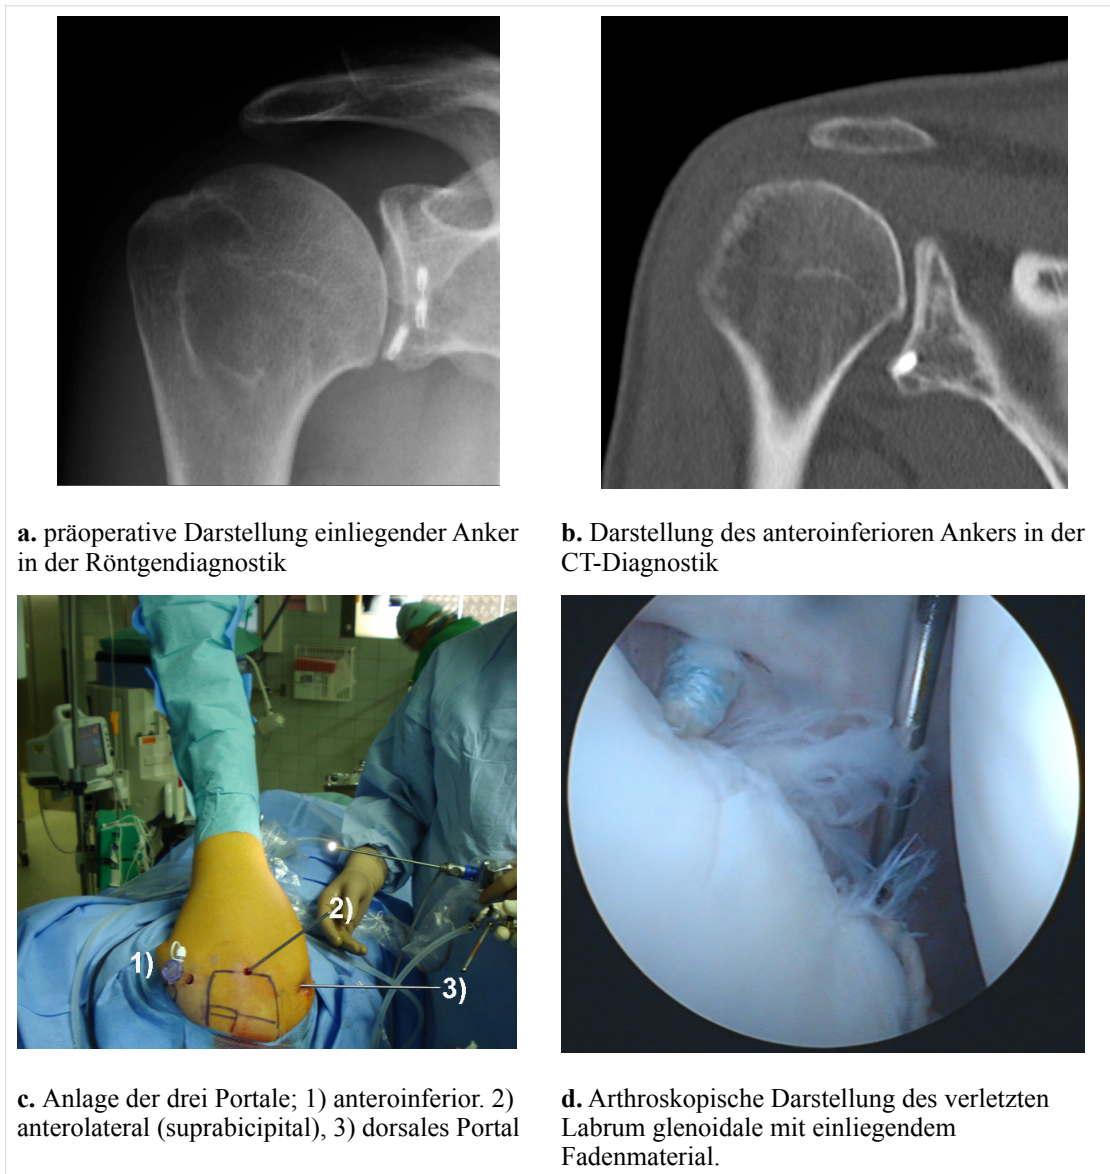 a. präoperative Darstellung einliegender Anker
in der Röntgendiagnostik
b. Darstellung des anteroinferioren Ankers in der
CT-Diagnostik
1)
2)
3)
c. Anlage der drei Portale; 1) anteroinferior. 2)
anterolateral (suprabicipital), 3) dorsales Portal
d. Arthroskopische Darstellung des verletzten
Labrum glenoidale mit einliegendem
Fadenmaterial.